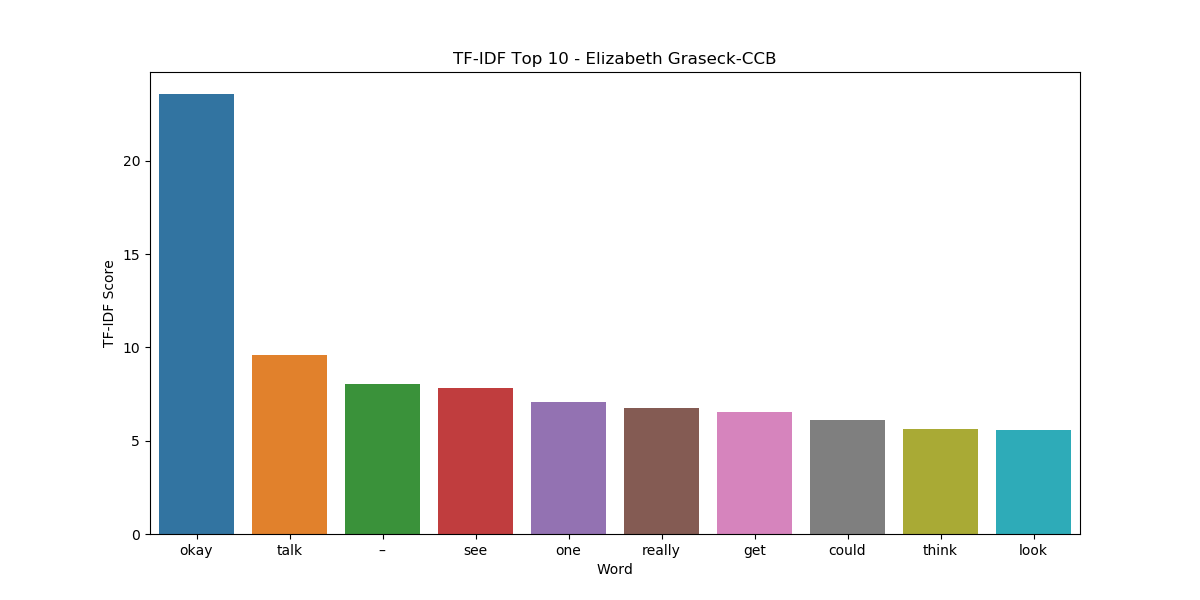 TF-IDF Top 10 - Elizabeth Graseck-CCB
TF-IDF Score
20
15
10
5
0
okay talk – see one really get could think look
Word